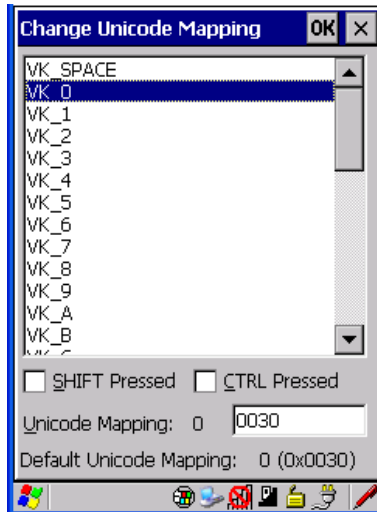 Change Unicode Mapping OK
VK_SPACE
VK_0
VK_1
VK_2
VK_3
VK_4
VK_5
VK_6
VK_7
VK_8
VK_9
VK_A
VK_B
SHIFT Pressed CTRL Pressed
Unicode Mapping: 0 0030
Default Unicode Mapping: 0 (0x0030)